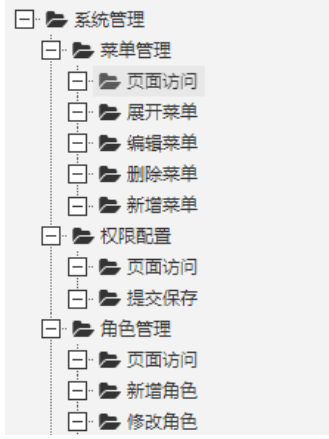 系统管理
菜单管理
页面访问
展开菜单
编辑菜单
删除菜单
新增菜单
权限配置
页面访问
提交保存
角色管理
页面访问
新增角色
修改角色